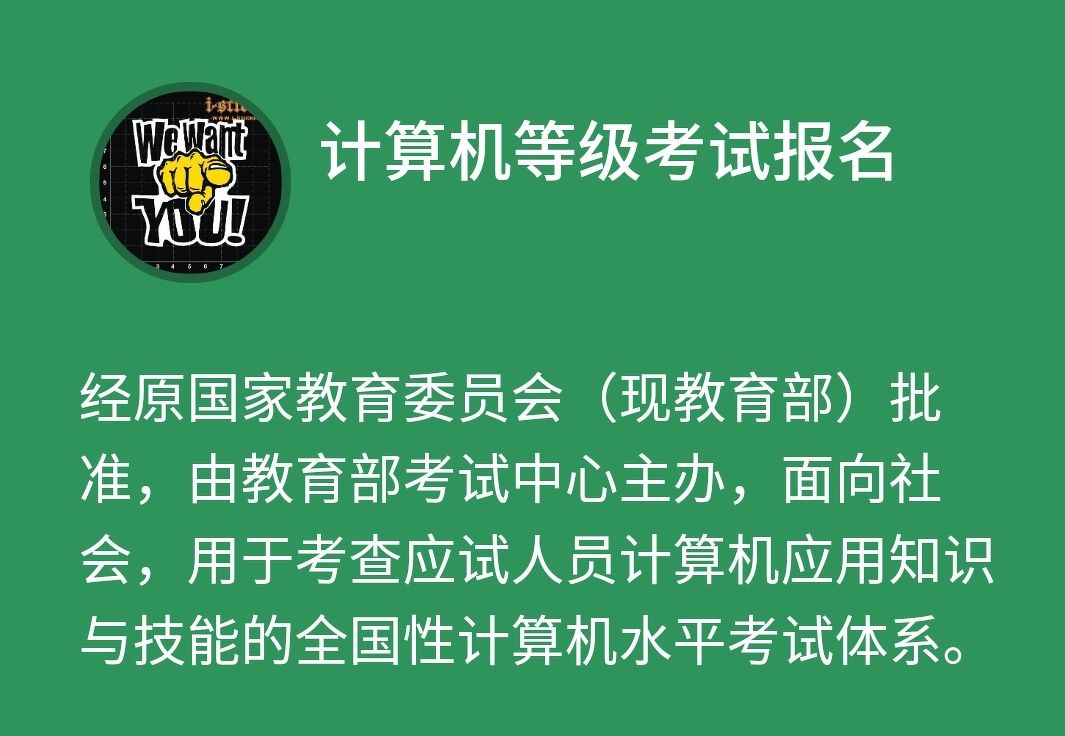 We Want
YOU!
计算机等级考试报名
经原国家教育委员会（现教育部）批
准，由教育部考试中心主办，面向社
会，用于考查应试人员计算机应用知识
与技能的全国性计算机水平考试体系。